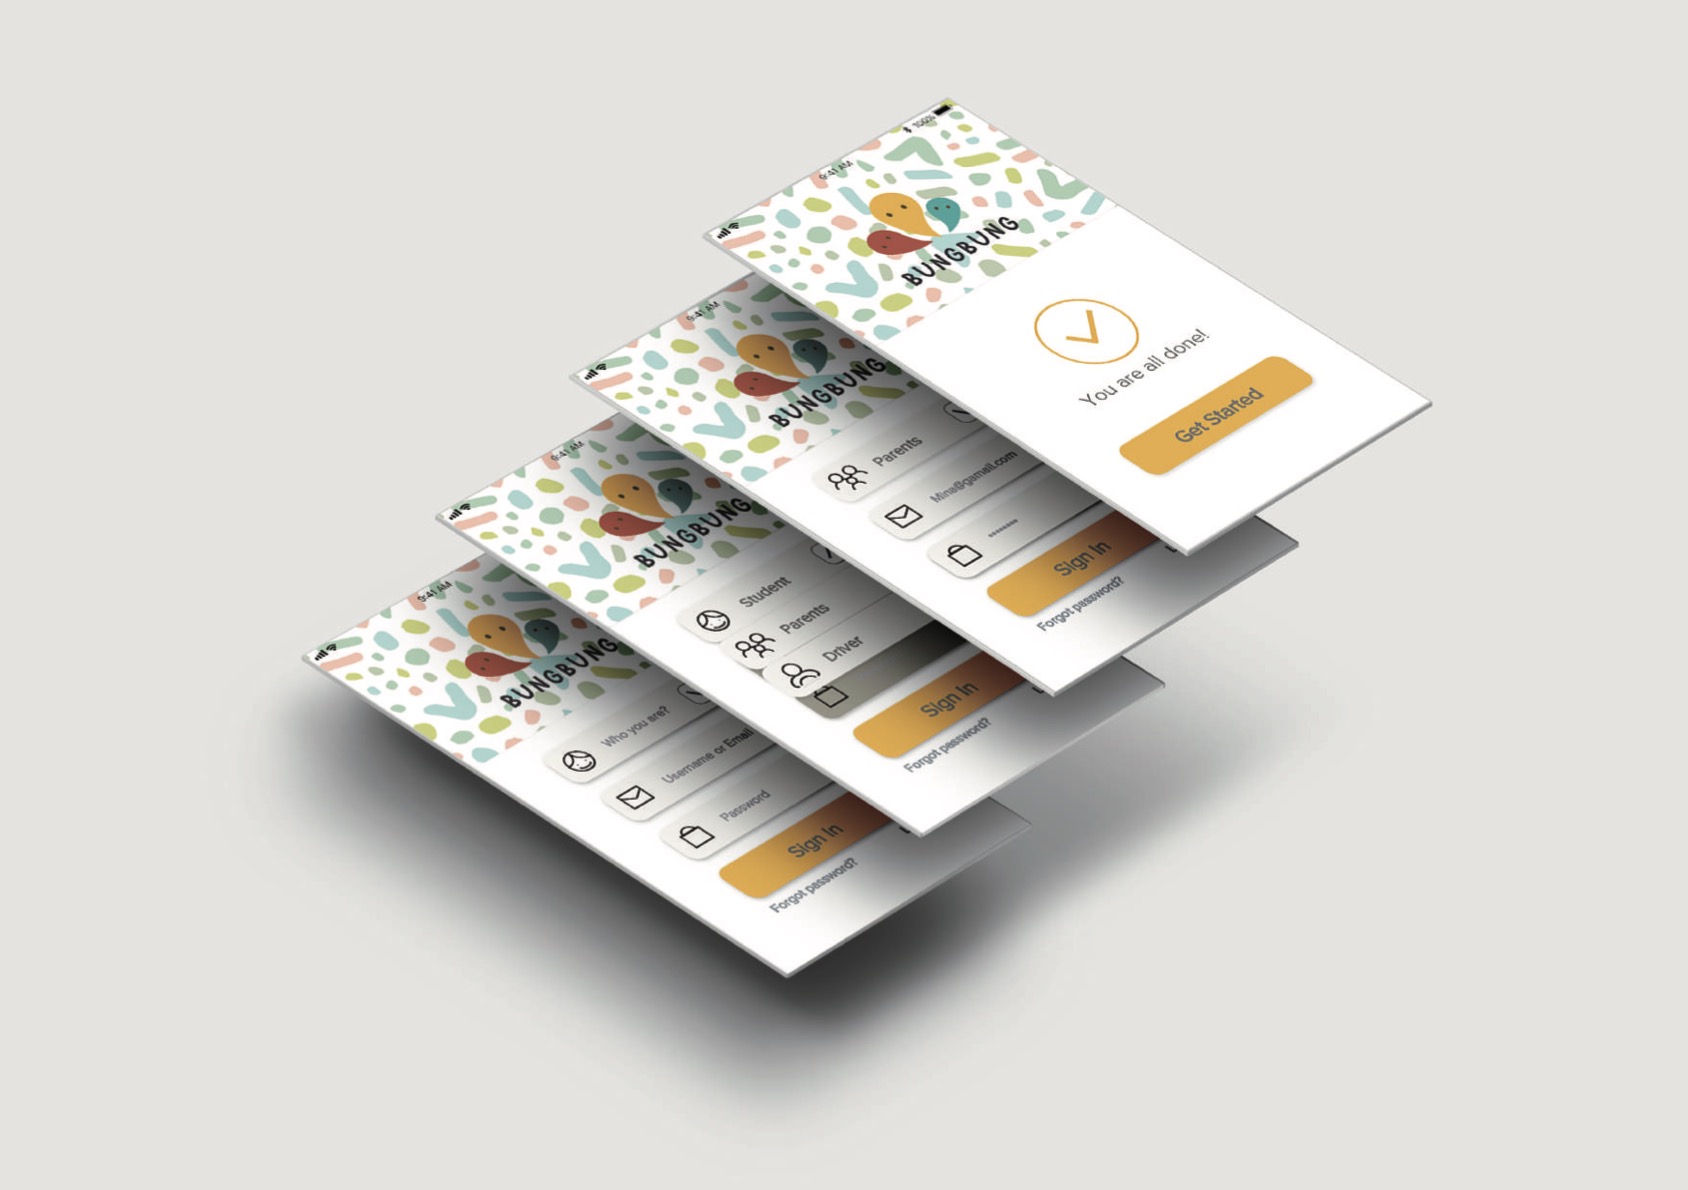 9:41 AM
100%
BUNGBUNG
You are all done!
Get Started
9:41 AM
BUNGBUNG
Parents
Mina@gamail.com
********
Sign In
Forgot password?
9:41 AM
BUNGBUNG
Student
Parents
Driver
Sign In
Forgot password?
9:41 AM
BUNGBUNG
Who you are?
Username or Email
Password
Sign In
Forgot password?